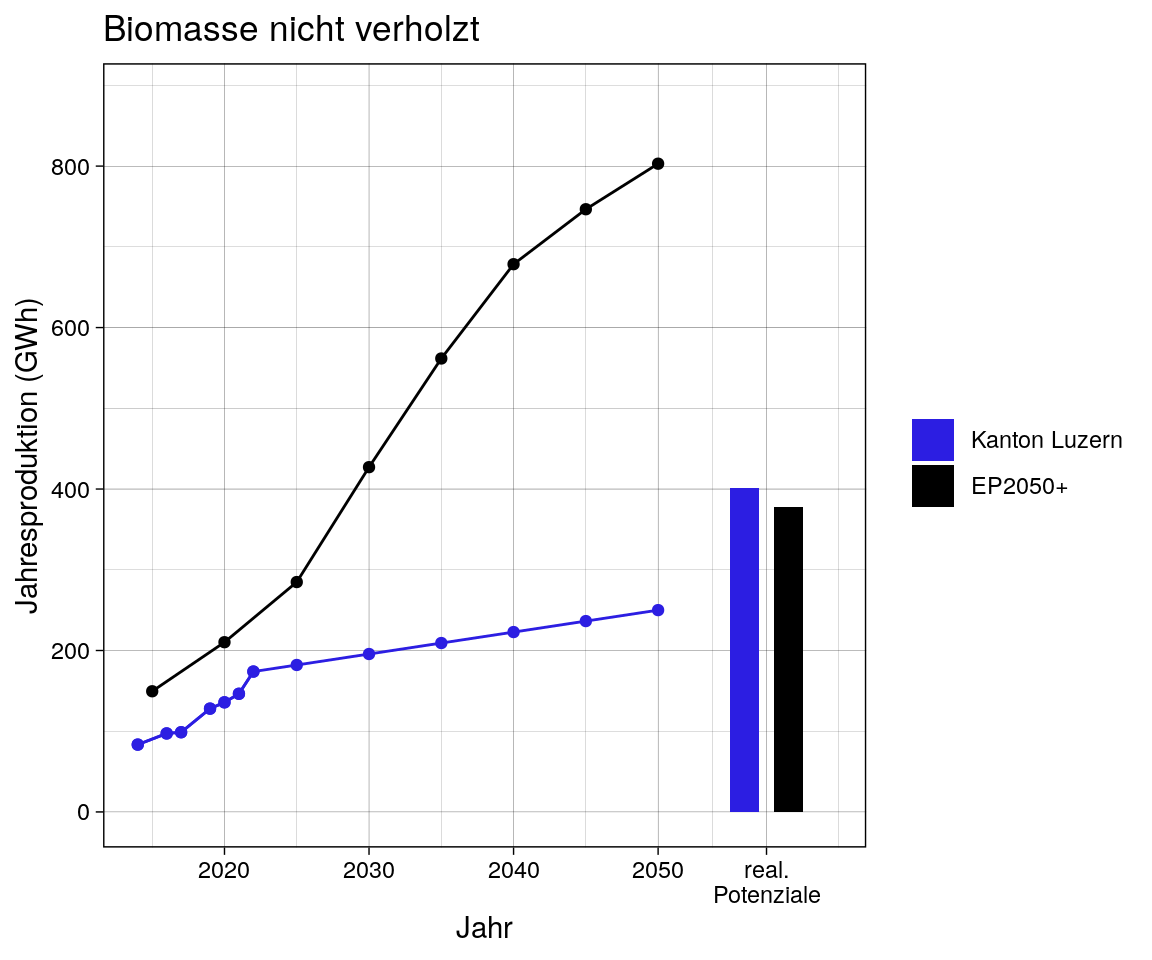 Biomasse nicht verholzt
Jahresproduktion (GWh)
800
600
400
200
0
2020
2030
2040
2050
real.
Potenziale
Jahr
Kanton Luzern
EP2050+